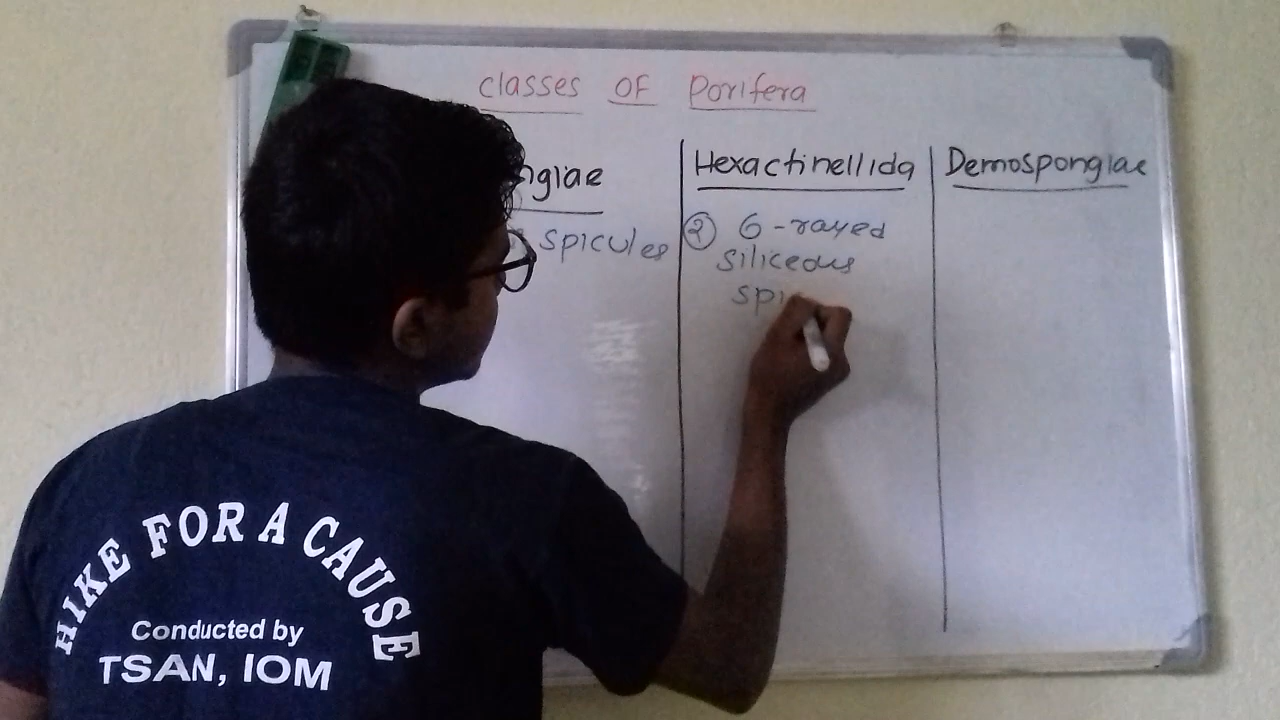 classes OF Porifera
ngiae
Hexactinellida
Demospongiae
spicules
② 6-rayed
siliceous
spi
HIKE FOR A CAUSE
Conducted by
TSAN, IOM